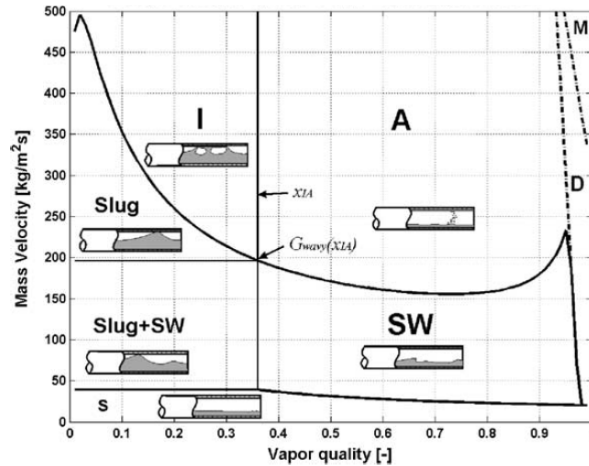 500
450
400
350
300
250
200
150
100
50
0
Mass Velocity [kg/m²s]
I
A
M
D
Slug
xIA
Gwavy(xIA)
Slug+SW
SW
S
0
0.1
0.2
0.3
0.4
0.5
0.6
0.7
0.8
0.9
Vapor quality [-]